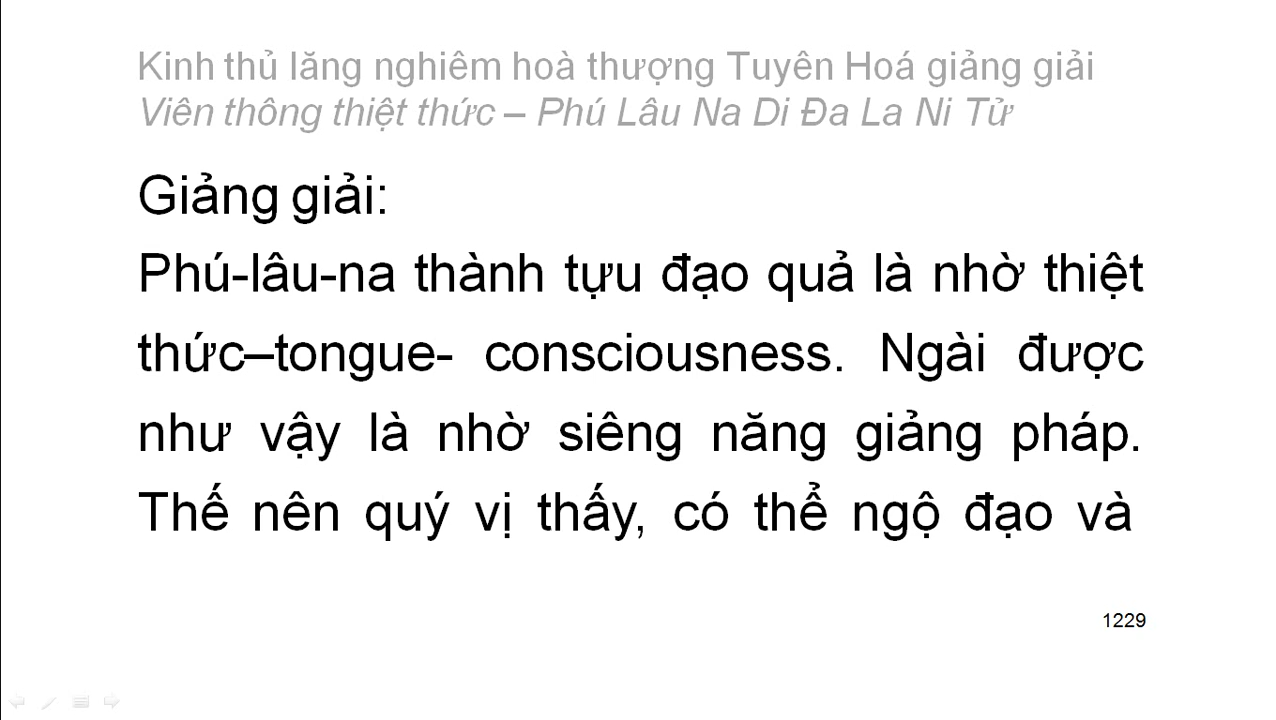 Kinh thủ lăng nghiêm hoà thượng Tuyên Hoá giảng giải
Viên thông thiệt thức – Phú Lâu Na Di Đa La Ni Tử
Giảng giải:
Phú-lâu-na thành tựu đạo quả là nhờ thiệt
thức–tongue- consciousness. Ngài được
như vậy là nhờ siêng năng giảng pháp.
Thế nên quý vị thấy, có thể ngộ đạo và
1229